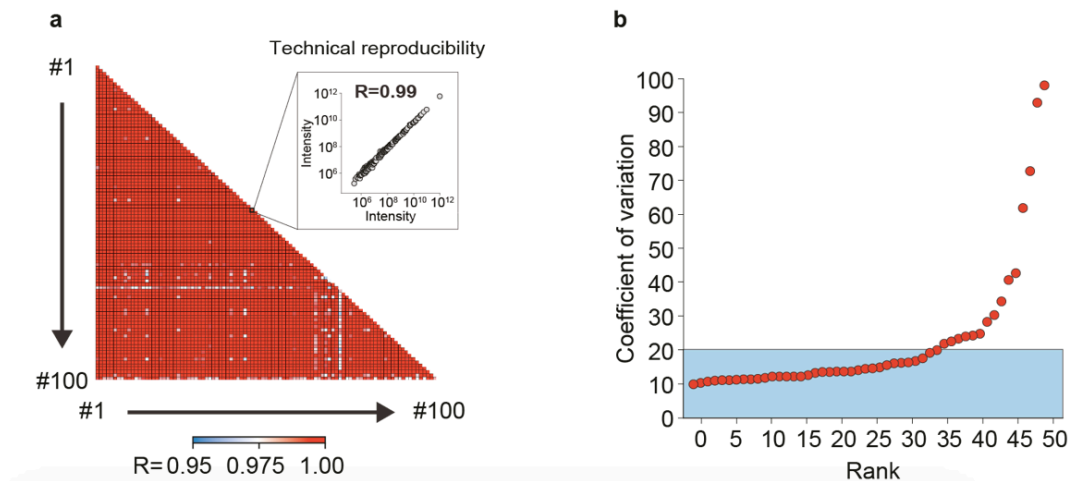 a
Technical reproducibility
#1
#100
R=0.99
Intensity
10¹²
10¹⁰
10⁸
10⁶
10⁶ 10⁸ 10¹⁰ 10¹²
Intensity
#1 #100
R= 0.95 0.975 1.00
b
Coefficient of variation
100
90
80
70
60
50
40
30
20
10
0
0 5 10 15 20 25 30 35 40 45 50
Rank